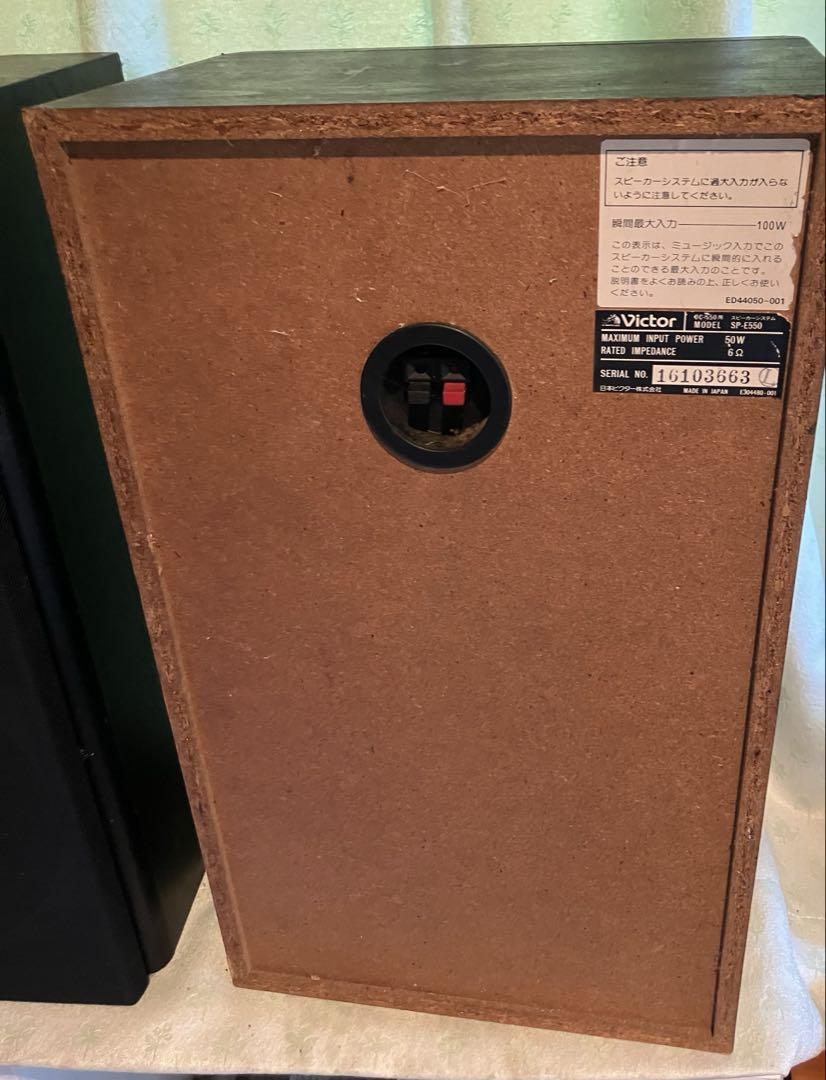 ご注意
スピーカーシステムに過大入力が入らな
いように注意してください。
瞬間最大入力 100W
この表示は、ミュージック入力でこの
スピーカーシステムに瞬間的に入れる
ことのできる最大入力のことです。
説明書をよくお読みの上、正しくお使い
ください。
ED44050-001
Victor スピーカーシステム
MODEL SP-E550
MAXIMUM INPUT POWER 50W
RATED IMPEDANCE 6Ω
SERIAL NO. 16103663 L
日本ビクター株式会社 MADE IN JAPAN E304480-001